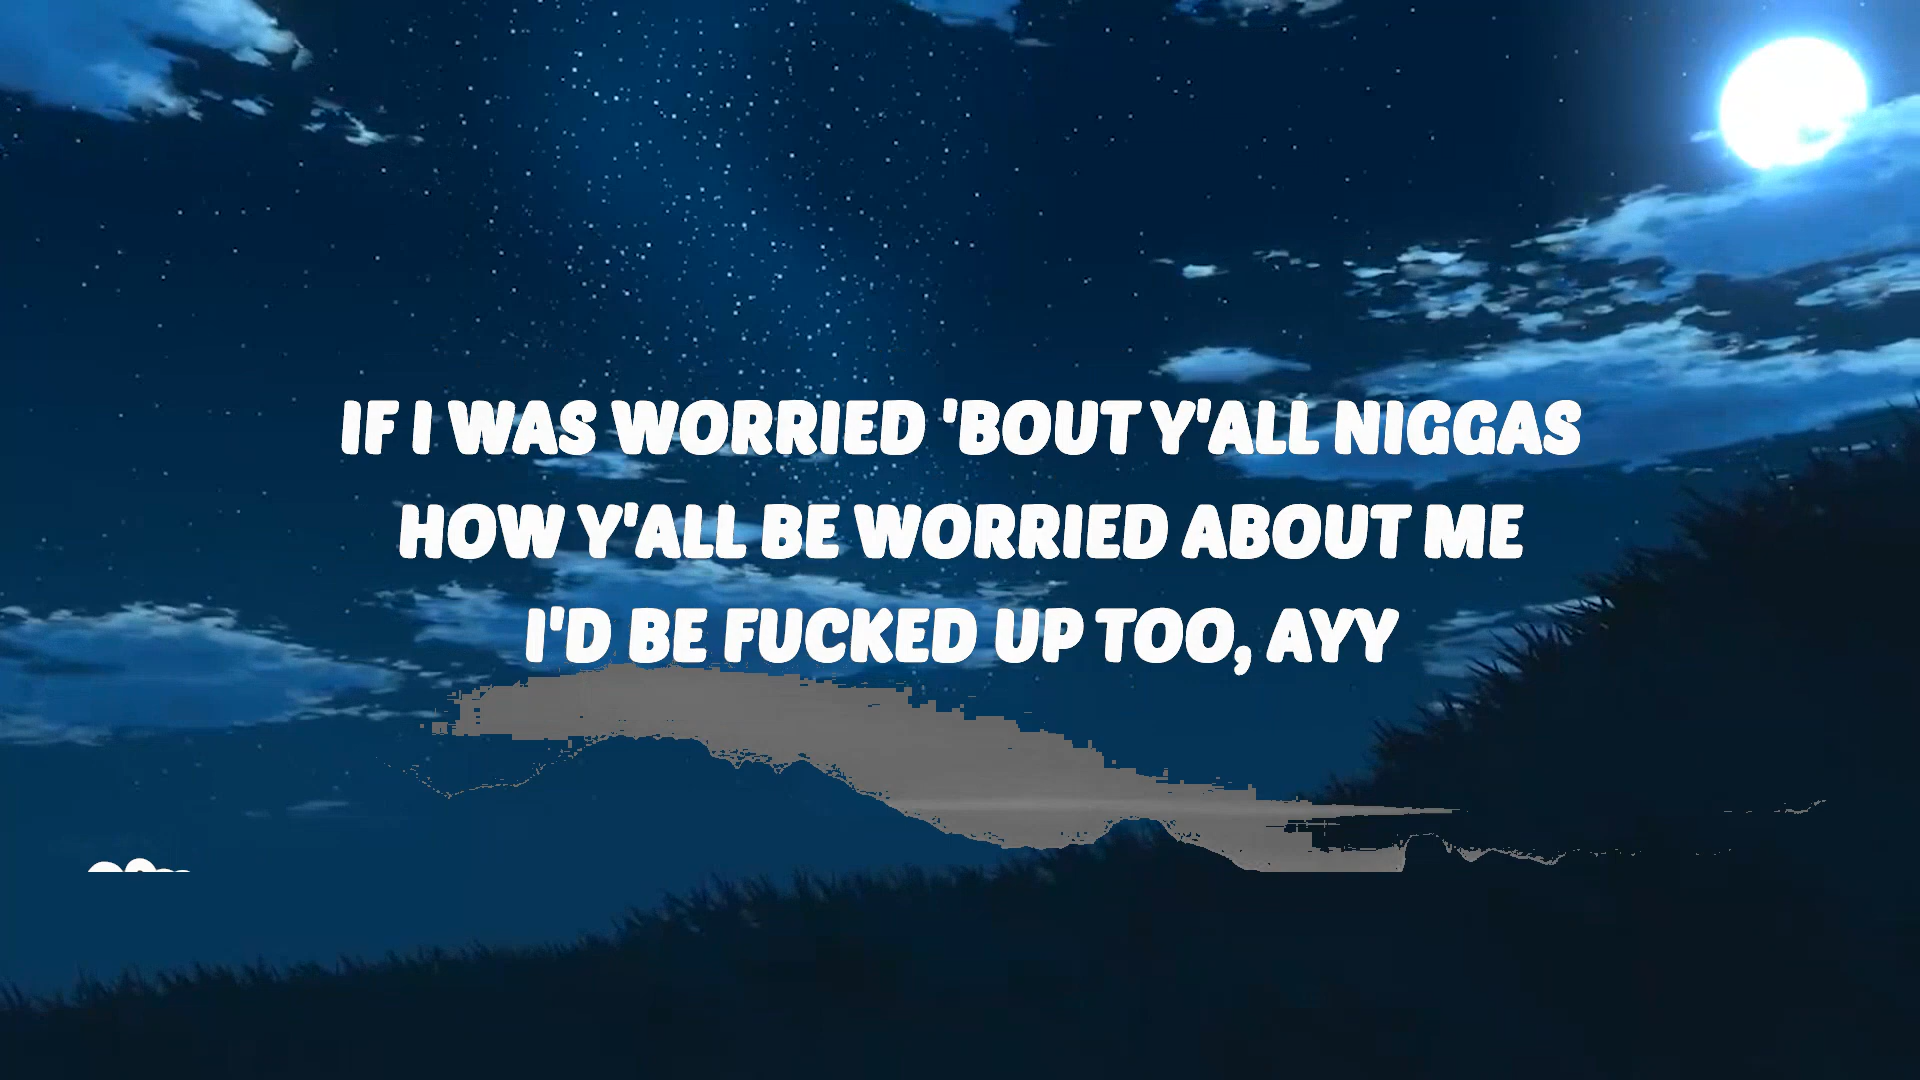 IF I WAS WORRIED 'BOUT Y'ALL NIGGAS
HOW Y'ALL BE WORRIED ABOUT ME
I'D BE FUCKED UP TOO, AYY